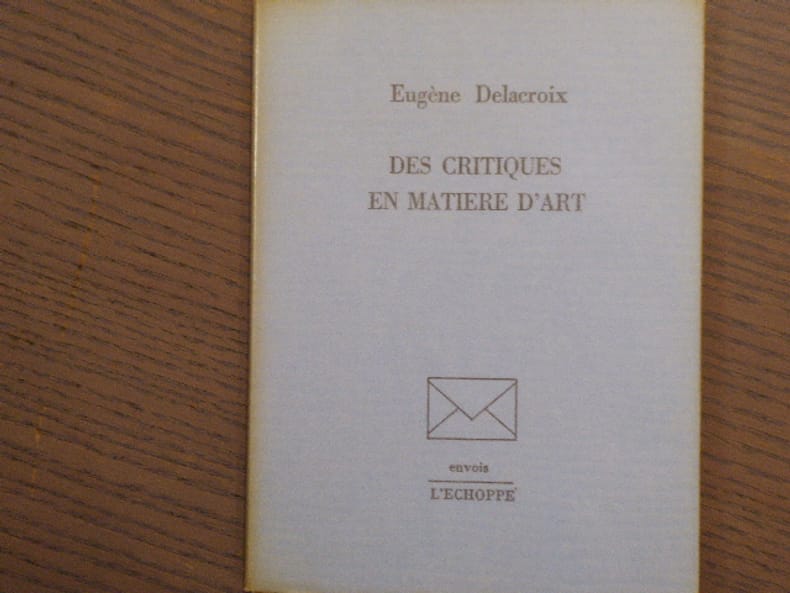 Eugène Delacroix
DES CRITIQUES
EN MATIERE D'ART
envois
L'ECHOPPE